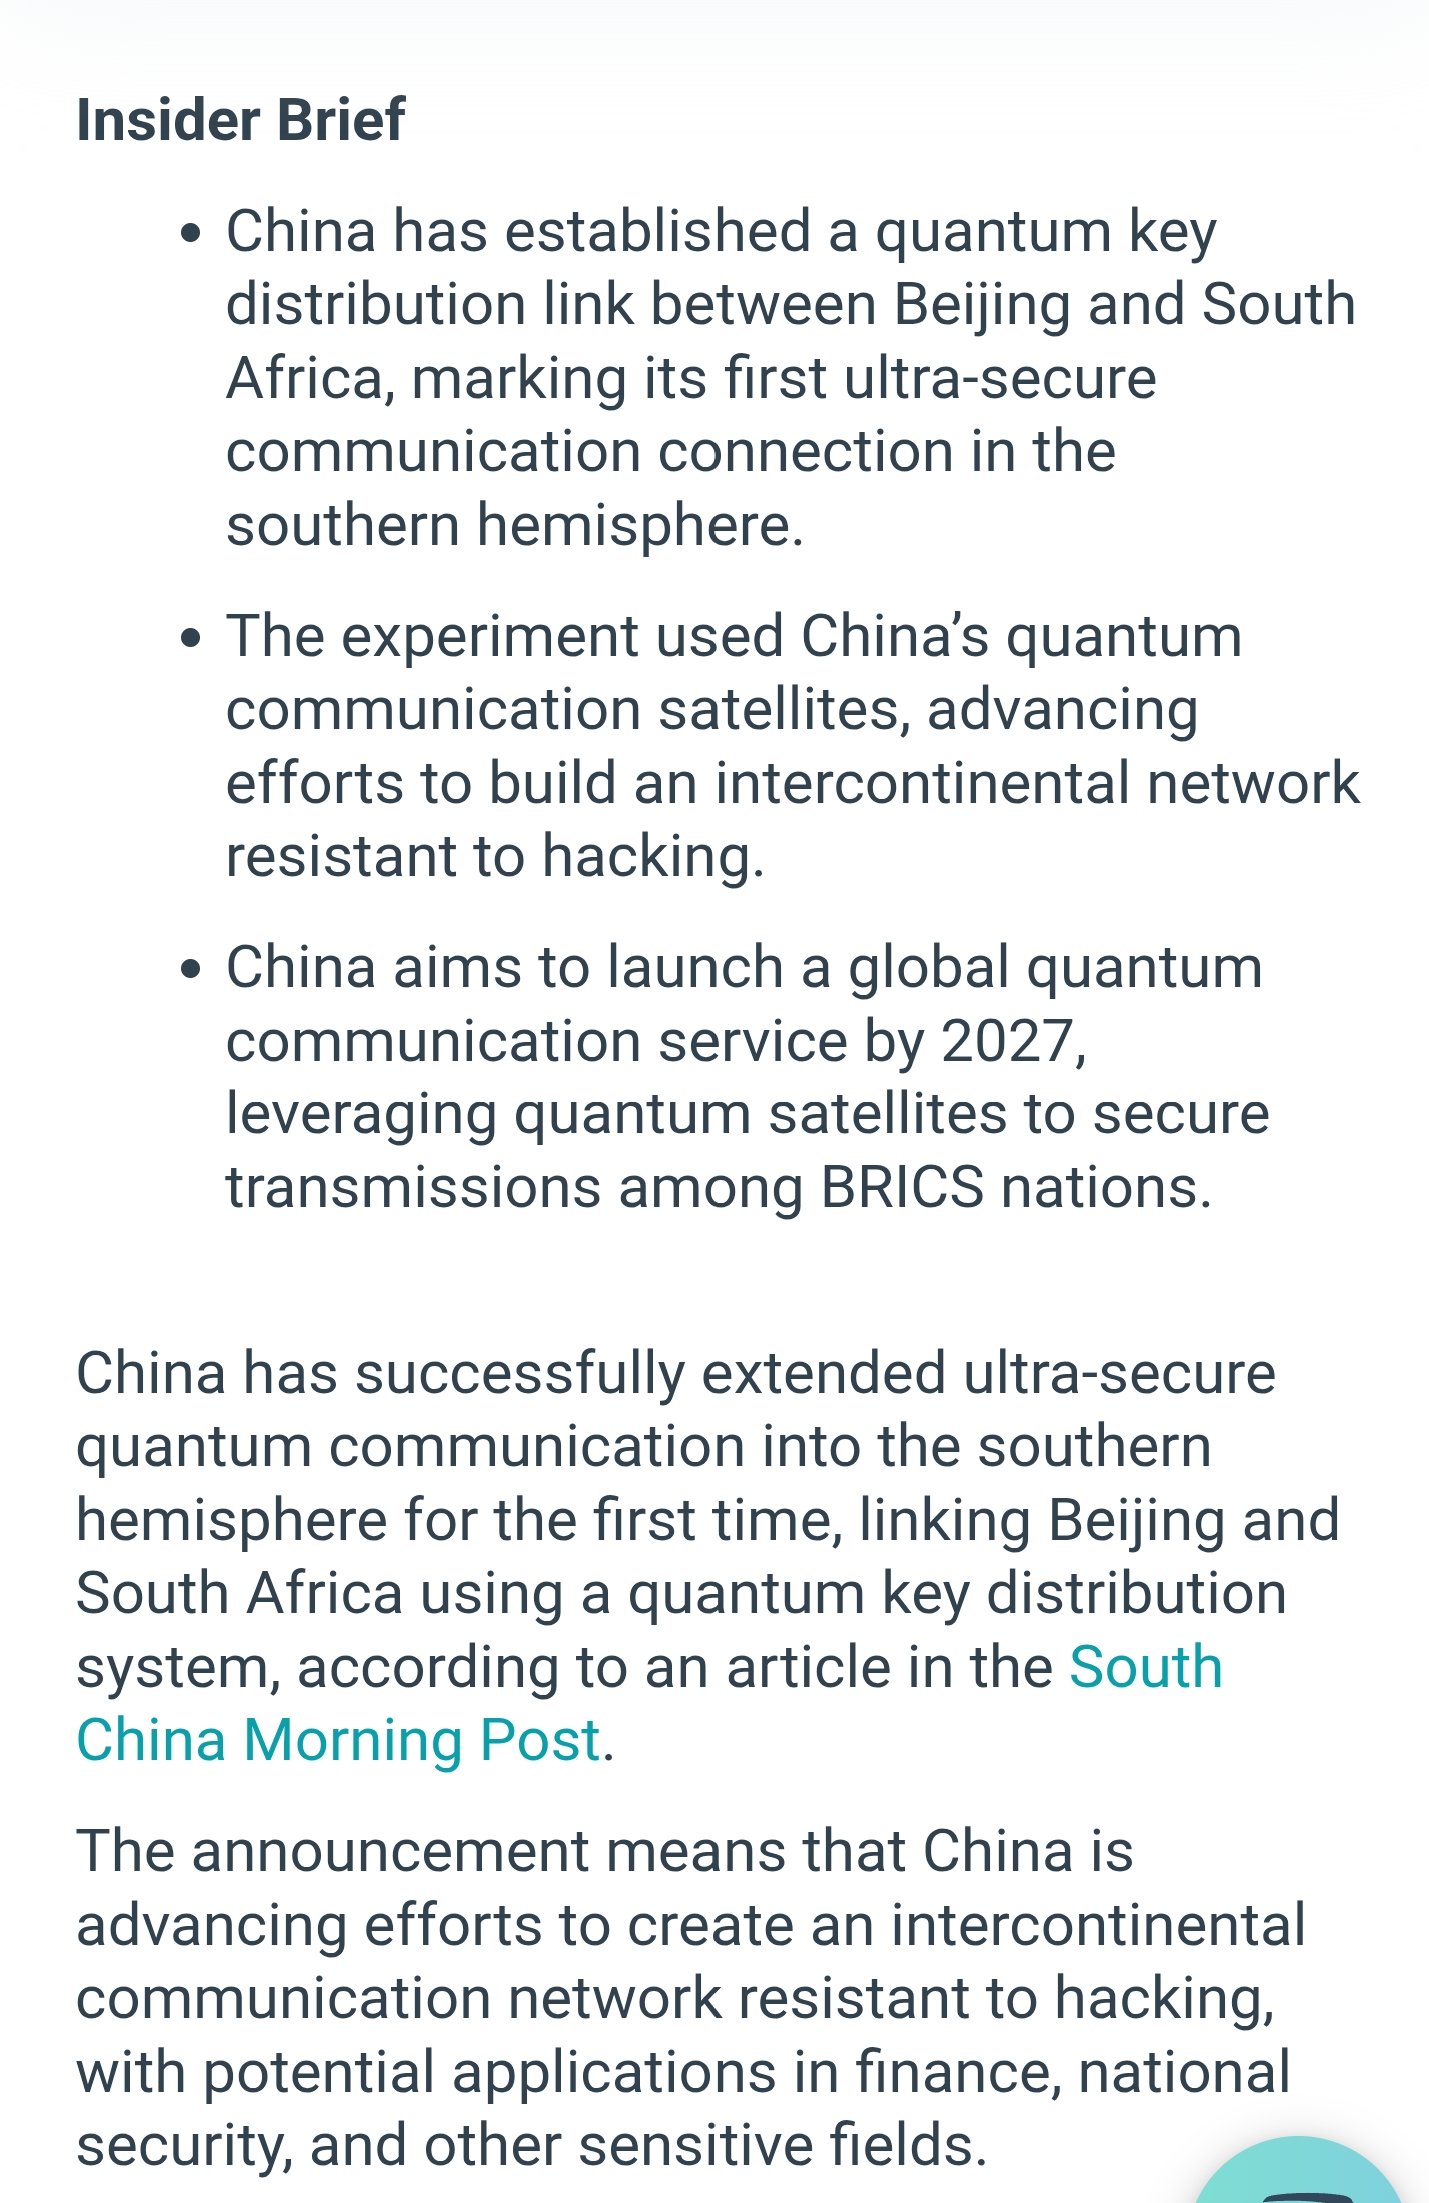 Insider Brief
• China has established a quantum key
distribution link between Beijing and South
Africa, marking its first ultra-secure
communication connection in the
southern hemisphere.
• The experiment used China’s quantum
communication satellites, advancing
efforts to build an intercontinental network
resistant to hacking.
• China aims to launch a global quantum
communication service by 2027,
leveraging quantum satellites to secure
transmissions among BRICS nations.
China has successfully extended ultra-secure
quantum communication into the southern
hemisphere for the first time, linking Beijing and
South Africa using a quantum key distribution
system, according to an article in the South
China Morning Post.
The announcement means that China is
advancing efforts to create an intercontinental
communication network resistant to hacking,
with potential applications in finance, national
security, and other sensitive fields.